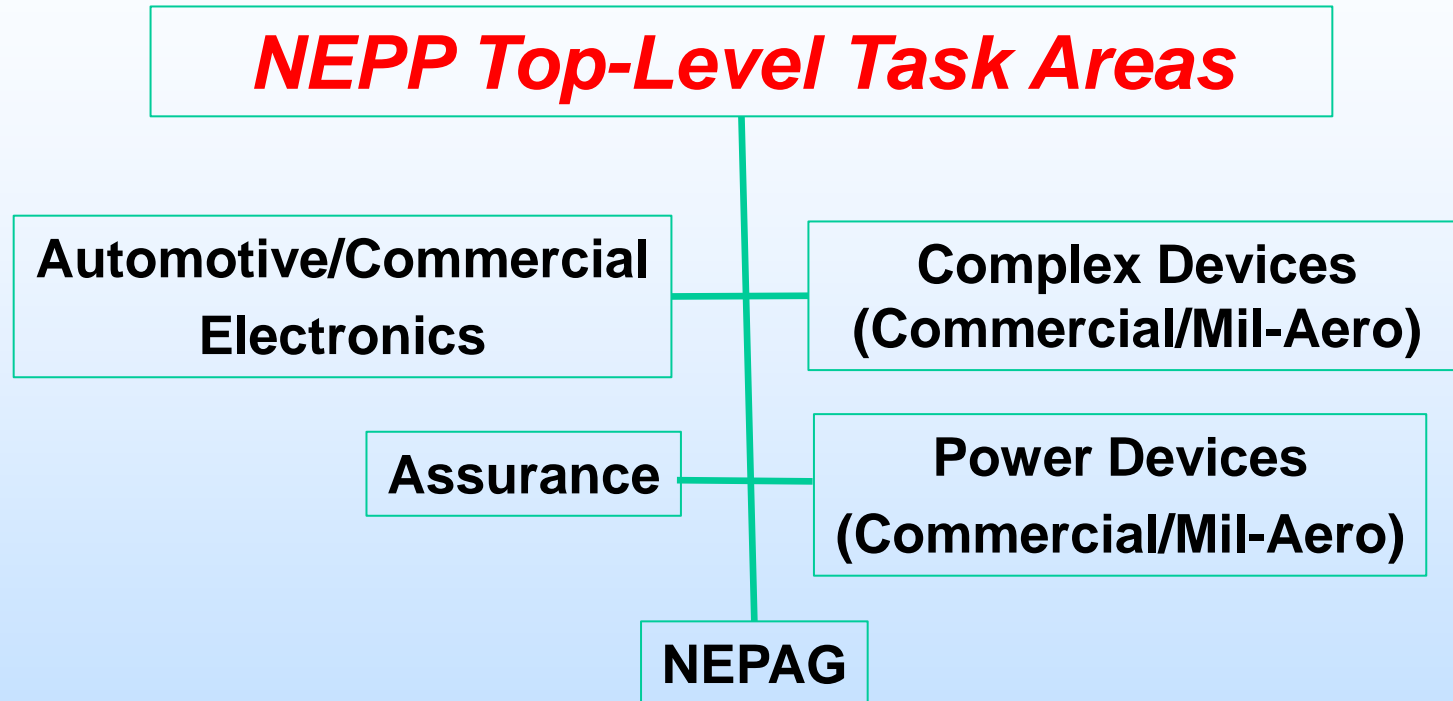 NEPP Top-Level Task Areas
Automotive/Commercial
Electronics
Complex Devices
(Commercial/Mil-Aero)
Assurance
Power Devices
(Commercial/Mil-Aero)
NEPAG